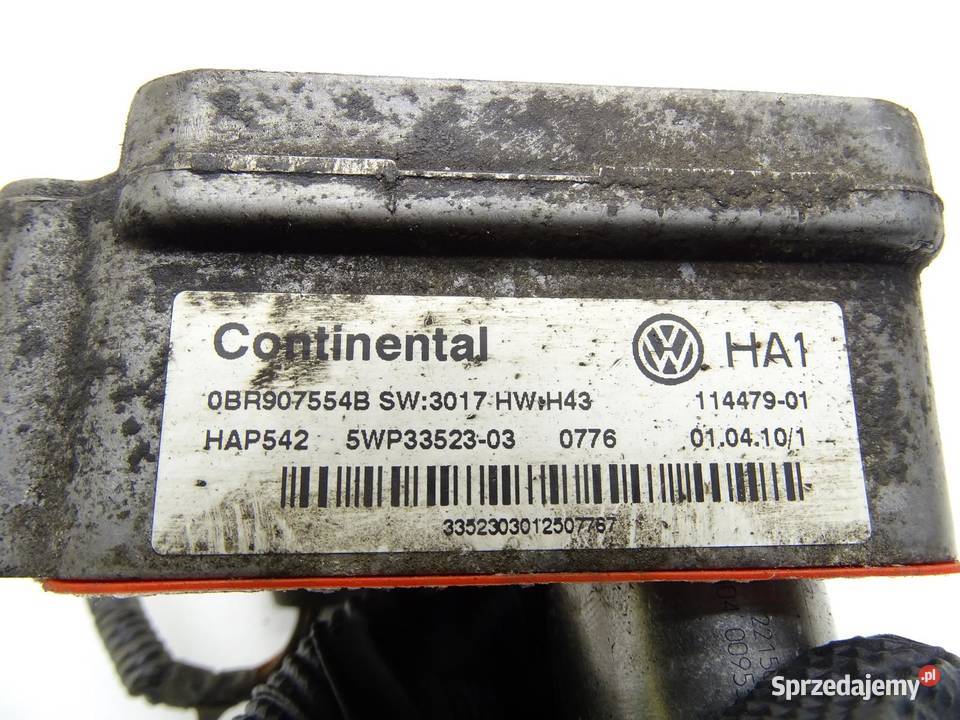 Continental HA1
0BR907554B SW:3017 HW:H43 114479-01
HAP542 5WP33523-03 0776 01.04.10/1
3352303012507767
Sprzedajemy.pl